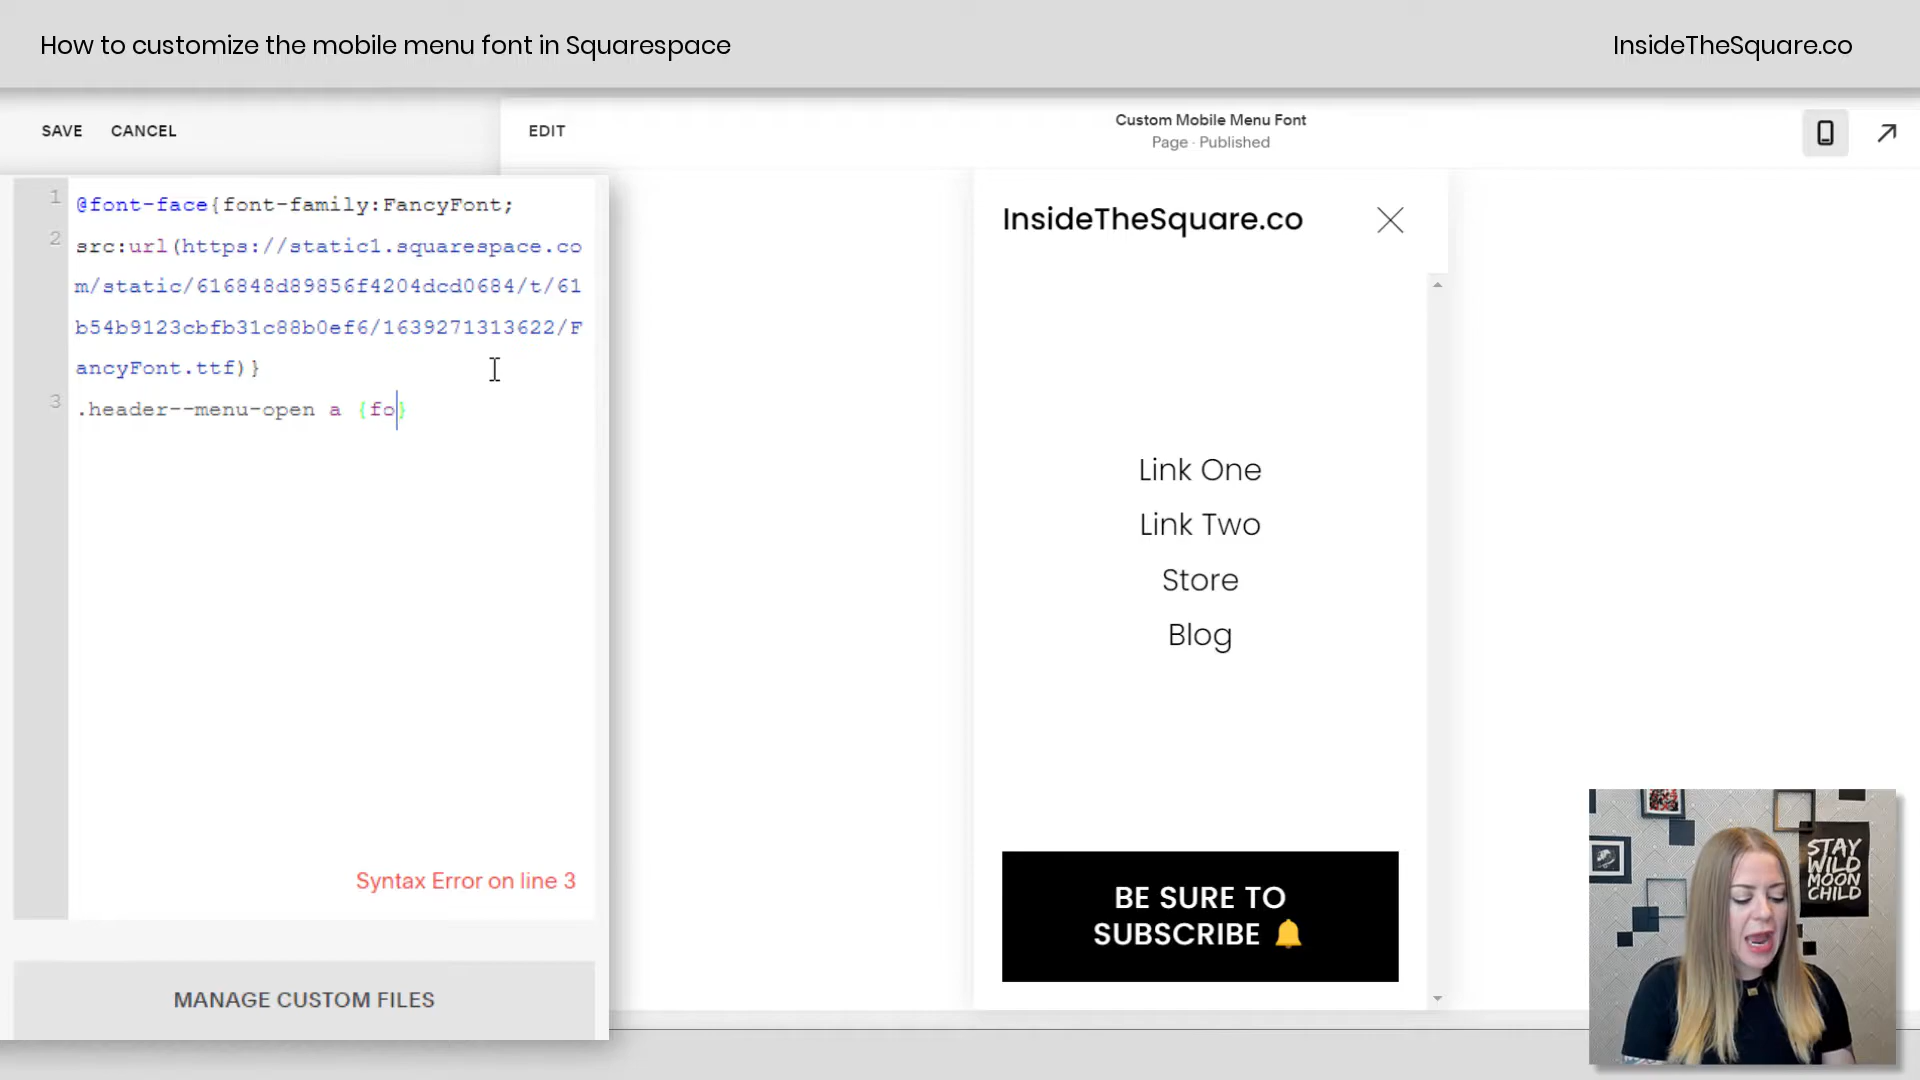 How to customize the mobile menu font in Squarespace
InsideTheSquare.co
SAVE
CANCEL
EDIT
Custom Mobile Menu Font
Page · Published
1
@font-face{font-family:FancyFont;
2
src:url(https://static1.squarespace.co
m/static/616848d89856f4204dcd0684/t/61
b54b9123cbfb31c88b0ef6/1639271313622/F
ancyFont.ttf)}
3
.header--menu-open a {fo}
Syntax Error on line 3
MANAGE CUSTOM FILES
InsideTheSquare.co
Link One
Link Two
Store
Blog
BE SURE TO
SUBSCRIBE 🔔
STAY
WILD
MOON
CHILD